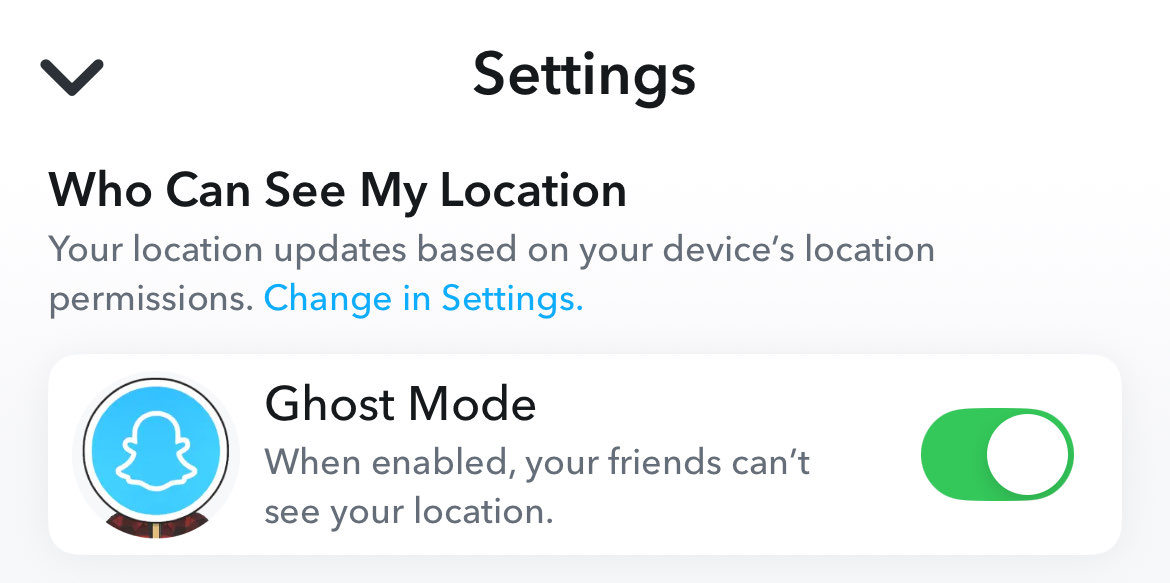 Settings
Who Can See My Location
Your location updates based on your device’s location
permissions. Change in Settings.
Ghost Mode
When enabled, your friends can’t
see your location.